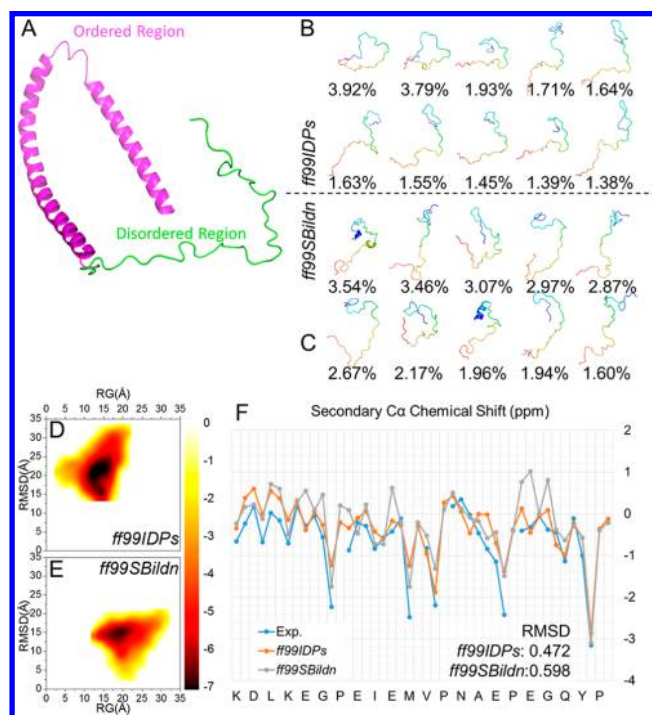 A
Ordered Region
Disordered Region
B
3.92% 3.79% 1.93% 1.71% 1.64%
ff99IDPs
1.63% 1.55% 1.45% 1.39% 1.38%
ff99SBildn
3.54% 3.46% 3.07% 2.97% 2.87%
C
2.67% 2.17% 1.96% 1.94% 1.60%
RG(Å)
0 5 10 15 20 25 30 35
D
RMSD(Å)
35
30
25
20
15
10
5
0
ff99IDPs
E
ff99SBildn
RMSD(Å)
35
30
25
20
15
10
5
0
0 5 10 15 20 25 30 35
RG(Å)
0
-1
-2
-3
-4
-5
-6
-7
F
Secondary Cα Chemical Shift (ppm)
2
1
0
-1
-2
-3
-4
Exp.
ff99IDPs
ff99SBildn
RMSD
ff99IDPs: 0.472
ff99SBildn:0.598
K D L K E G P E I E M V P N A E P E G Q Y P